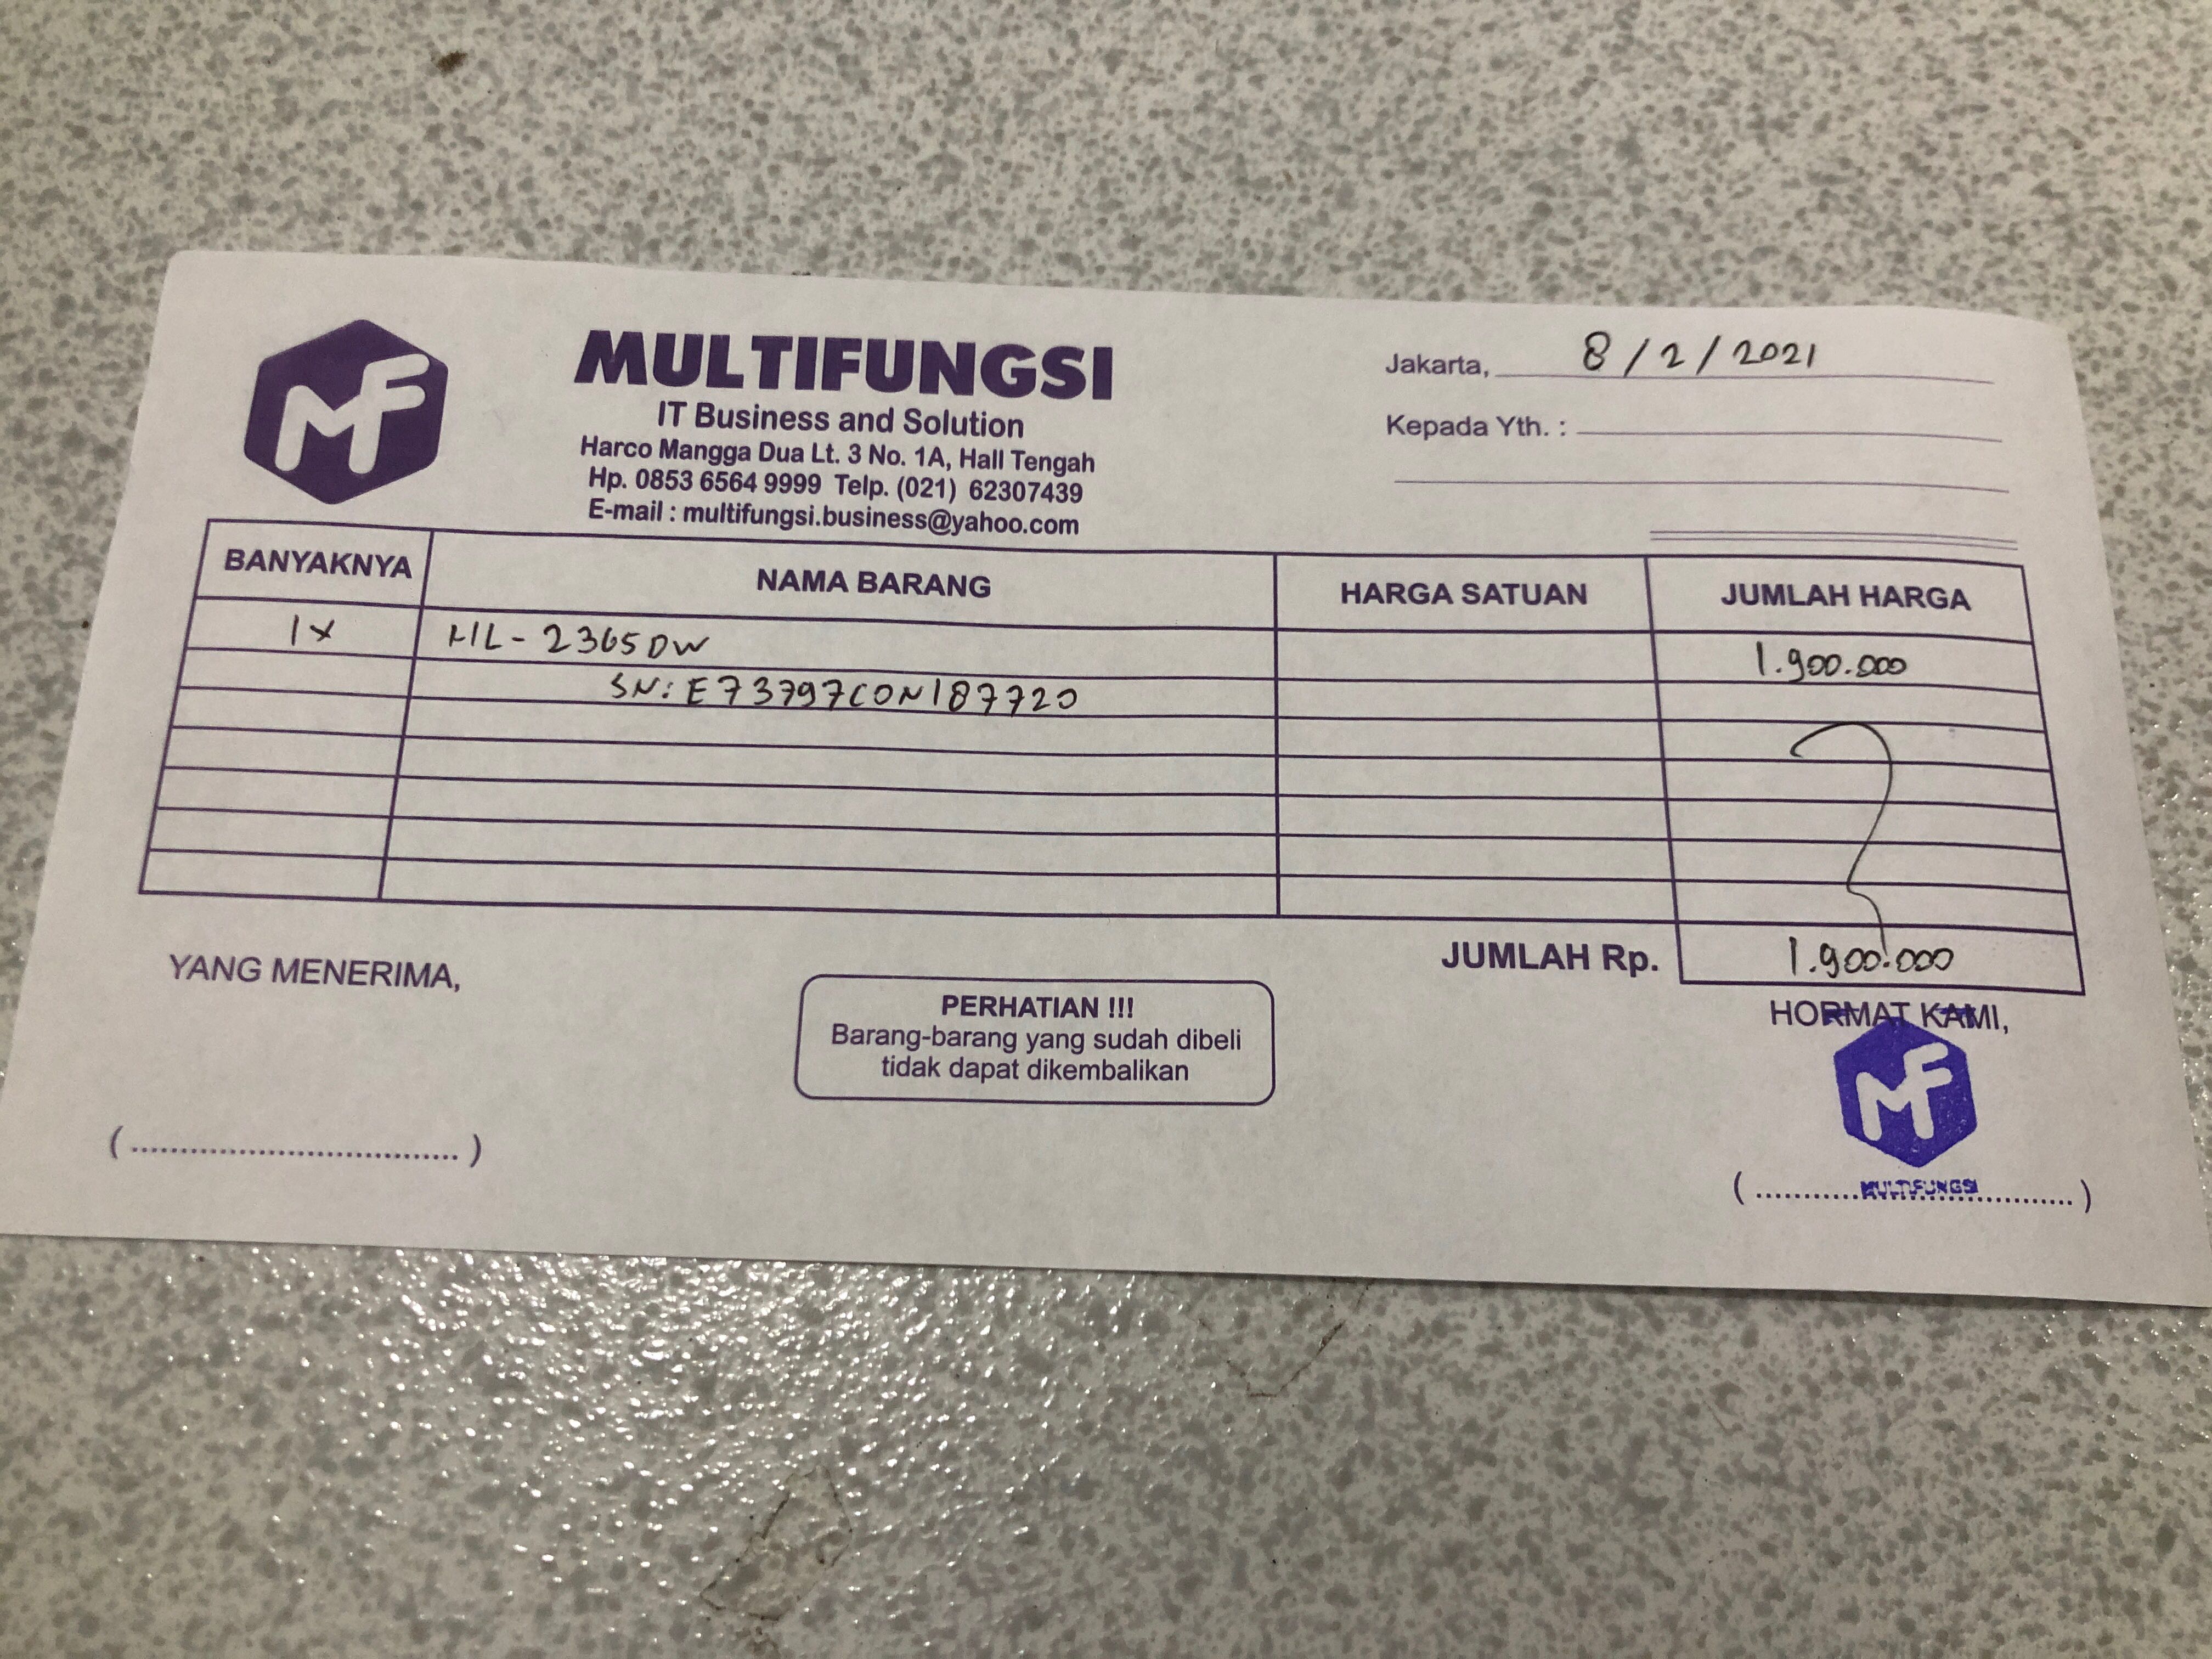 MF
MULTIFUNGSI
IT Business and Solution
Harco Mangga Dua Lt. 3 No. 1A, Hall Tengah
Hp. 0853 6564 9999 Telp. (021) 62307439
E-mail : multifungsi.business@yahoo.com
Jakarta, 8/2/2021
Kepada Yth. :
BANYAKNYA NAMA BARANG HARGA SATUAN JUMLAH HARGA
1x HL-2365DW 1.900.000
SN: E73797C0N187720
JUMLAH Rp. 1.900.000
YANG MENERIMA,
PERHATIAN !!!
Barang-barang yang sudah dibeli
tidak dapat dikembalikan
HORMAT KAMI,
MF
MULTIFUNGSI
(..................................)
(..................................)